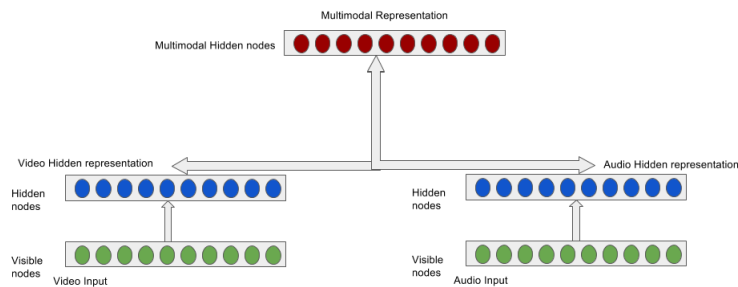 Multimodal Representation
Multimodal Hidden nodes
Video Hidden representation
Audio Hidden representation
Hidden
nodes
Hidden
nodes
Visible
nodes
Video Input
Visible
nodes
Audio Input